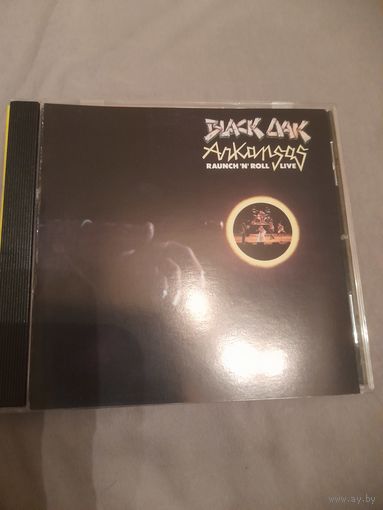 BLACK OAK
Arkansas
RAUNCH 'N' ROLL LIVE
www.ay.by